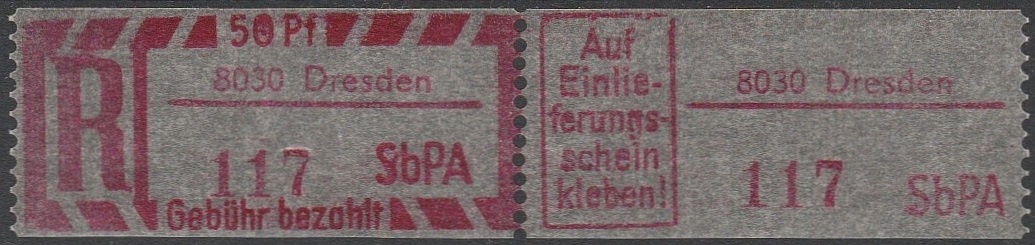 50 Pf
R
8030 Dresden
117 SbPA
Gebühr bezahlt
Auf
Einlie-
ferungs-
schein
kleben!
8030 Dresden
117 SbPA